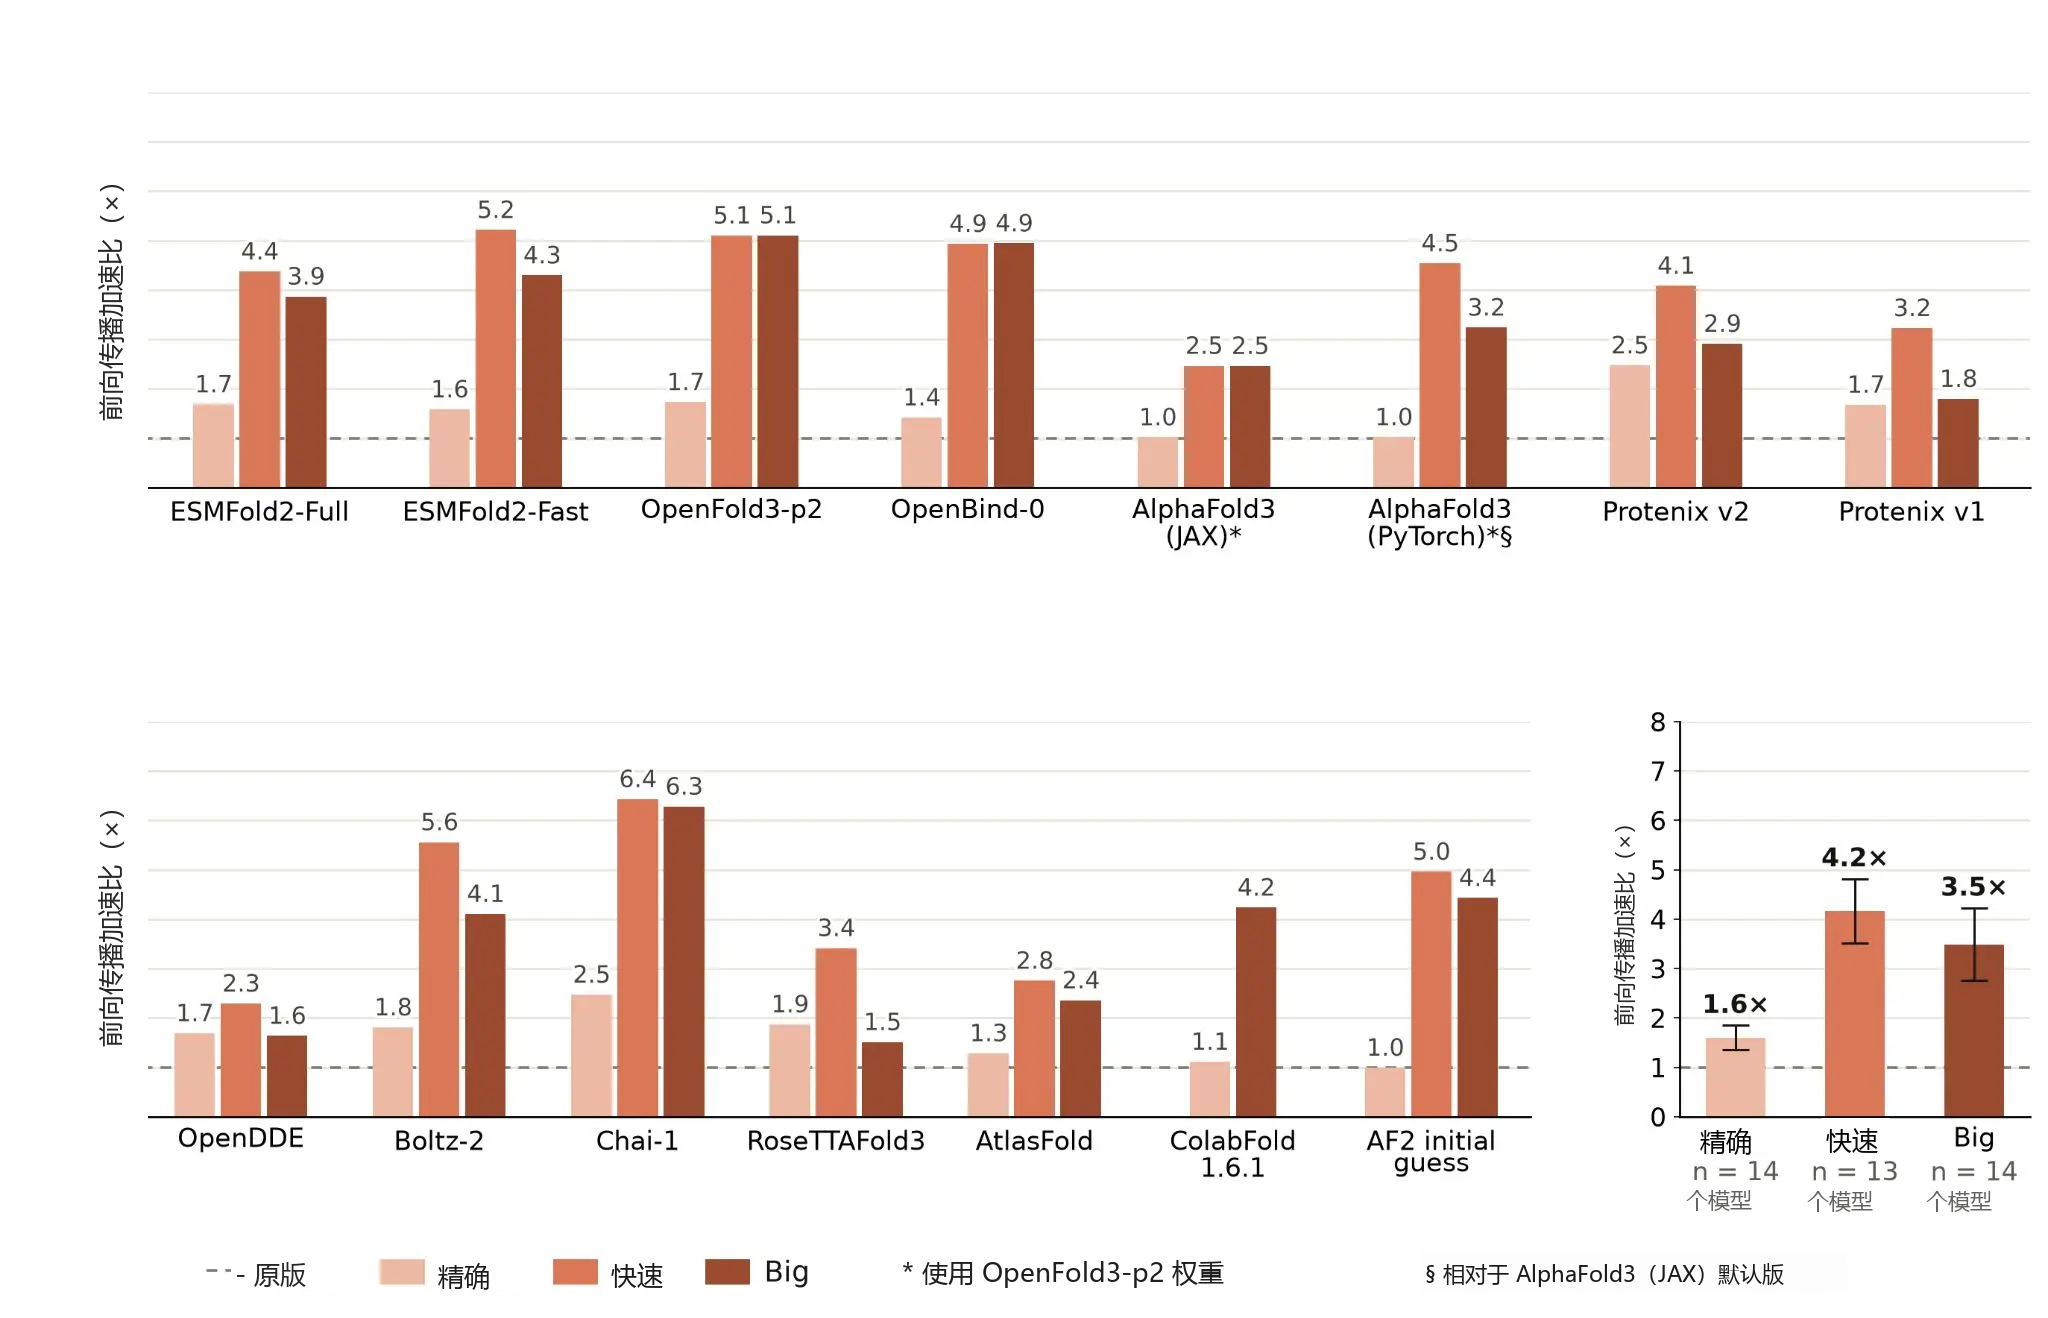 前向传播加速比（×）
1.7 4.4 3.9
1.6 5.2 4.3
1.7 5.1 5.1
1.4 4.9 4.9
1.0 2.5 2.5
1.0 4.5 3.2
2.5 4.1 2.9
1.7 3.2 1.8
ESMFold2-Full
ESMFold2-Fast
OpenFold3-p2
OpenBind-0
AlphaFold3
(JAX)*
AlphaFold3
(PyTorch)*§
Protenix v2
Protenix v1
前向传播加速比（×）
1.7 2.3 1.6
1.8 5.6 4.1
2.5 6.4 6.3
1.9 3.4 1.5
1.3 2.8 2.4
1.1 4.2
1.0 5.0 4.4
OpenDDE
Boltz-2
Chai-1
RoseTTAFold3
AtlasFold
ColabFold
1.6.1
AF2 initial
guess
前向传播加速比（×）
8
7
6
5
4
3
2
1
0
1.6×
4.2×
3.5×
精确
n = 14
个模型
快速
n = 13
个模型
Big
n = 14
个模型
原版
精确
快速
Big
* 使用 OpenFold3-p2 权重
§ 相对于 AlphaFold3（JAX）默认版